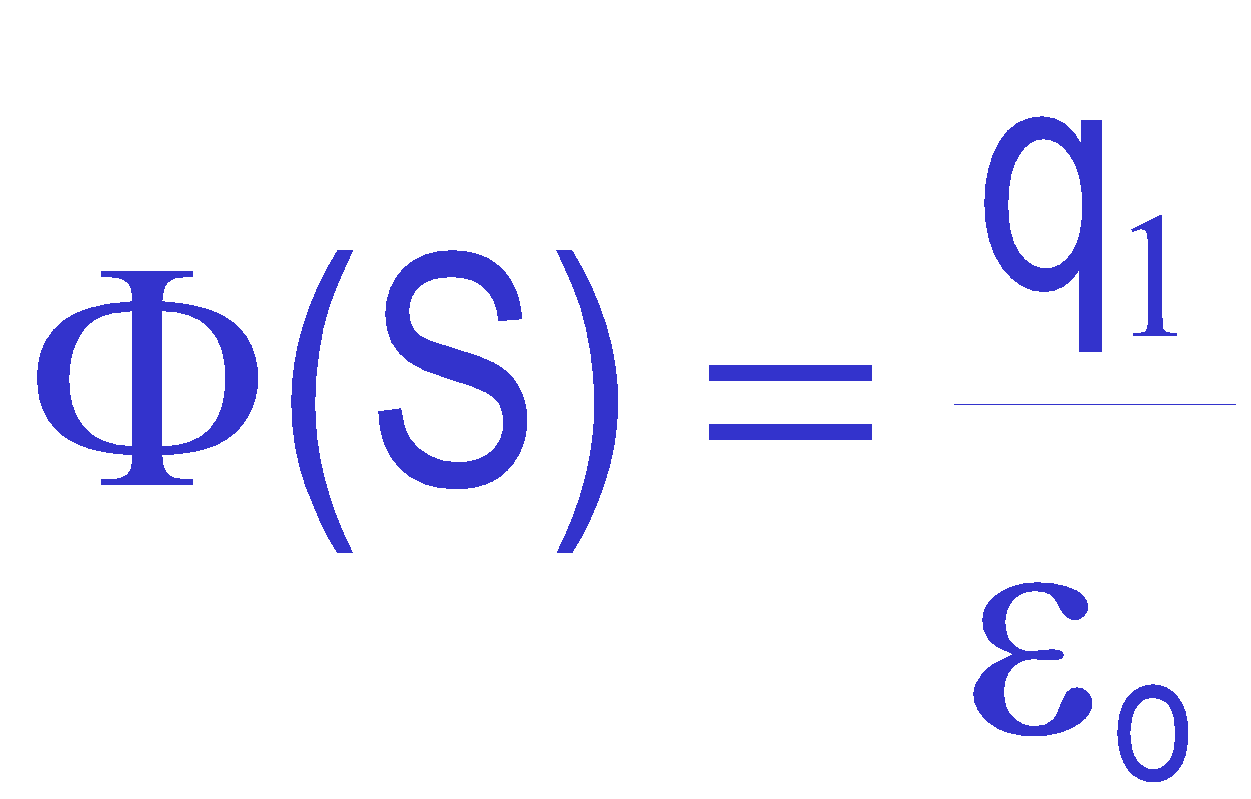 Φ(S) = q₁/ε₀